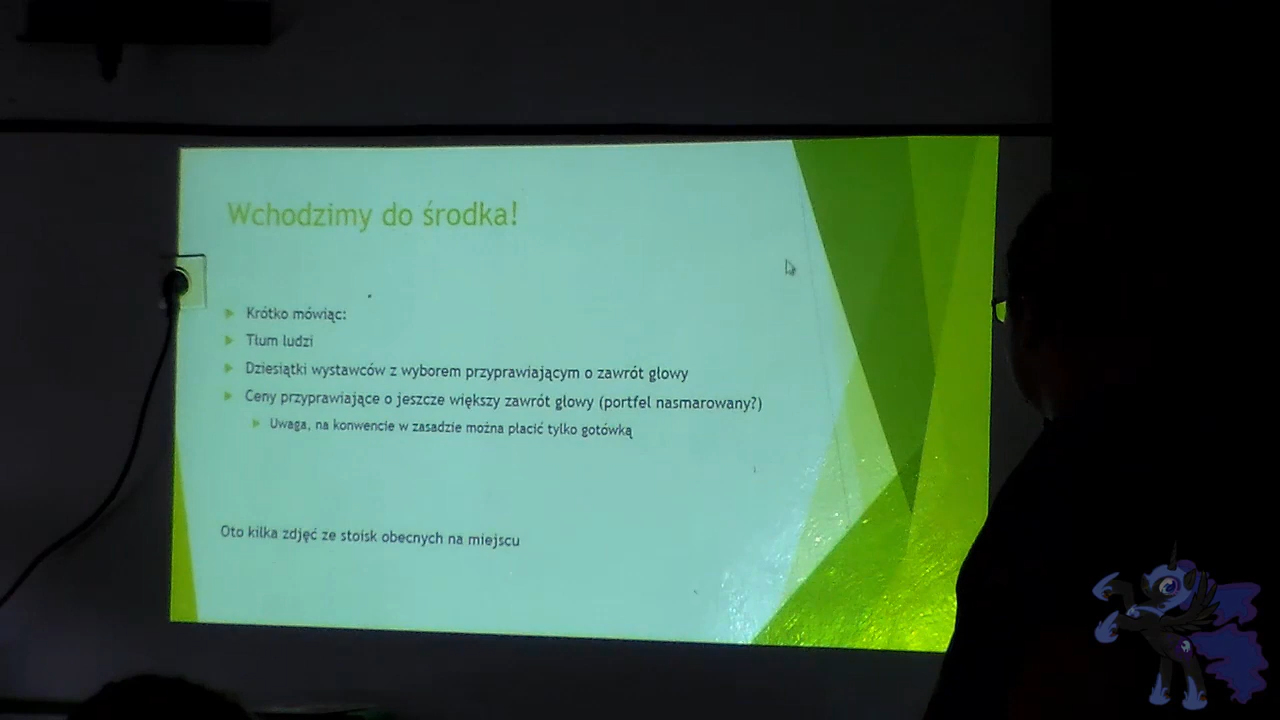 Wchodzimy do środka!
Krótko mówiąc:
Tłum ludzi
Dziesiątki wystawców z wyborem przyprawiającym o zawrót głowy
Ceny przyprawiające o jeszcze większy zawrót głowy (portfel nasmarowany?)
Uwaga, na konwencie w zasadzie można płacić tylko gotówką
Oto kilka zdjęć ze stoisk obecnych na miejscu